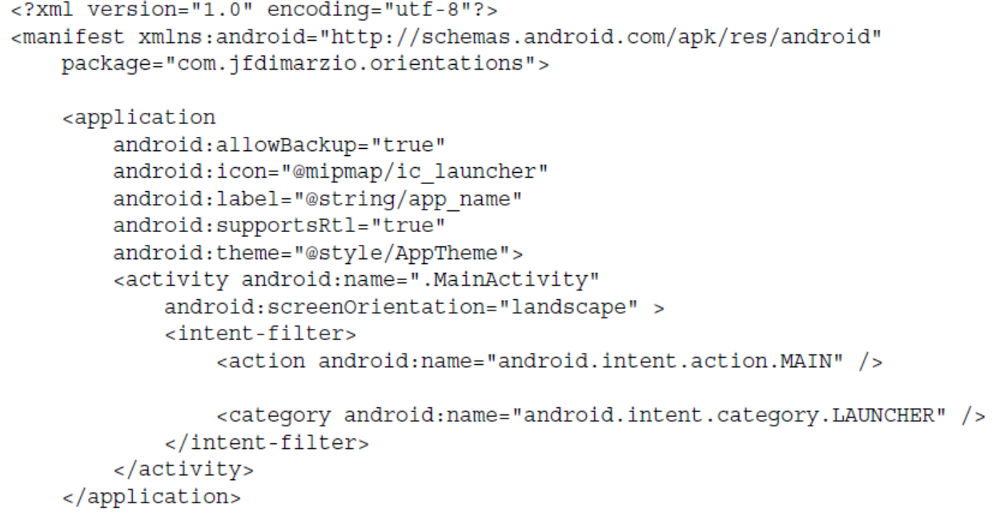 <?xml version="1.0" encoding="utf-8"?>
<manifest xmlns:android="http://schemas.android.com/apk/res/android"
    package="com.jfdimarzio.orientations">

    <application
        android:allowBackup="true"
        android:icon="@mipmap/ic_launcher"
        android:label="@string/app_name"
        android:supportsRtl="true"
        android:theme="@style/AppTheme">
        <activity android:name=".MainActivity"
            android:screenOrientation="landscape" >
            <intent-filter>
                <action android:name="android.intent.action.MAIN" />

                <category android:name="android.intent.category.LAUNCHER" />
            </intent-filter>
        </activity>
    </application>